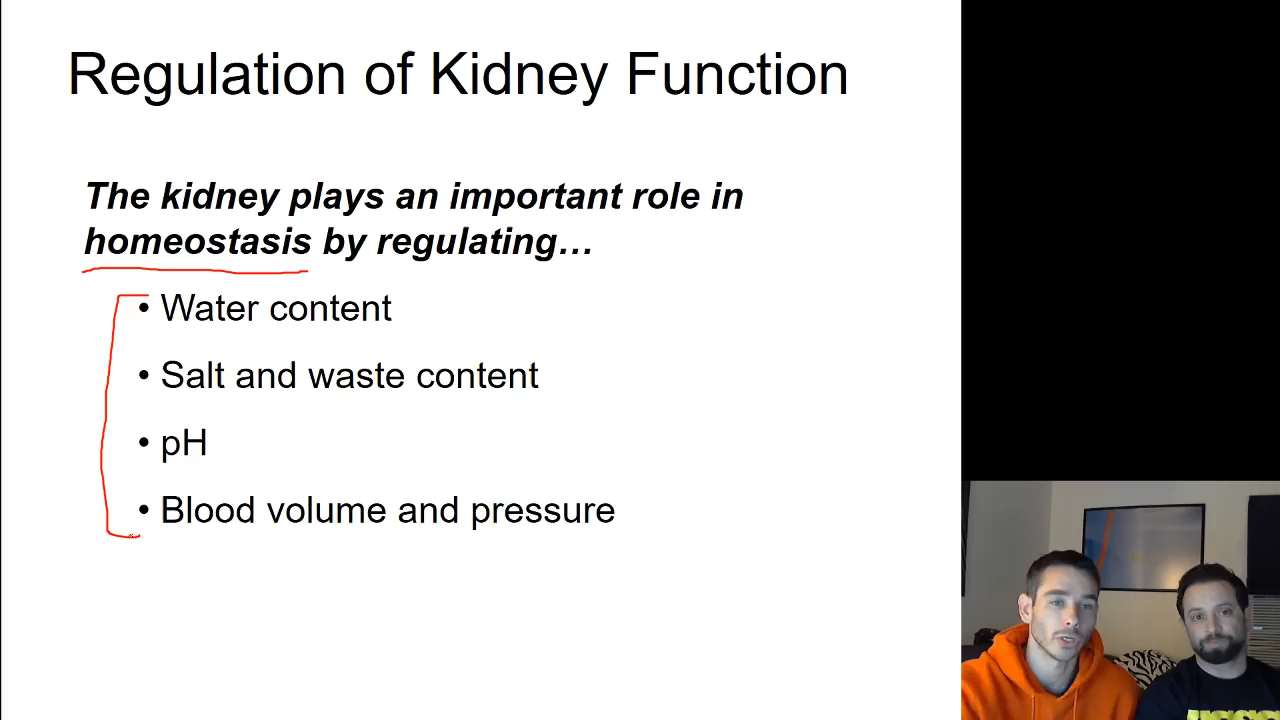 Regulation of Kidney Function
The kidney plays an important role in
homeostasis by regulating…
• Water content
• Salt and waste content
• pH
• Blood volume and pressure